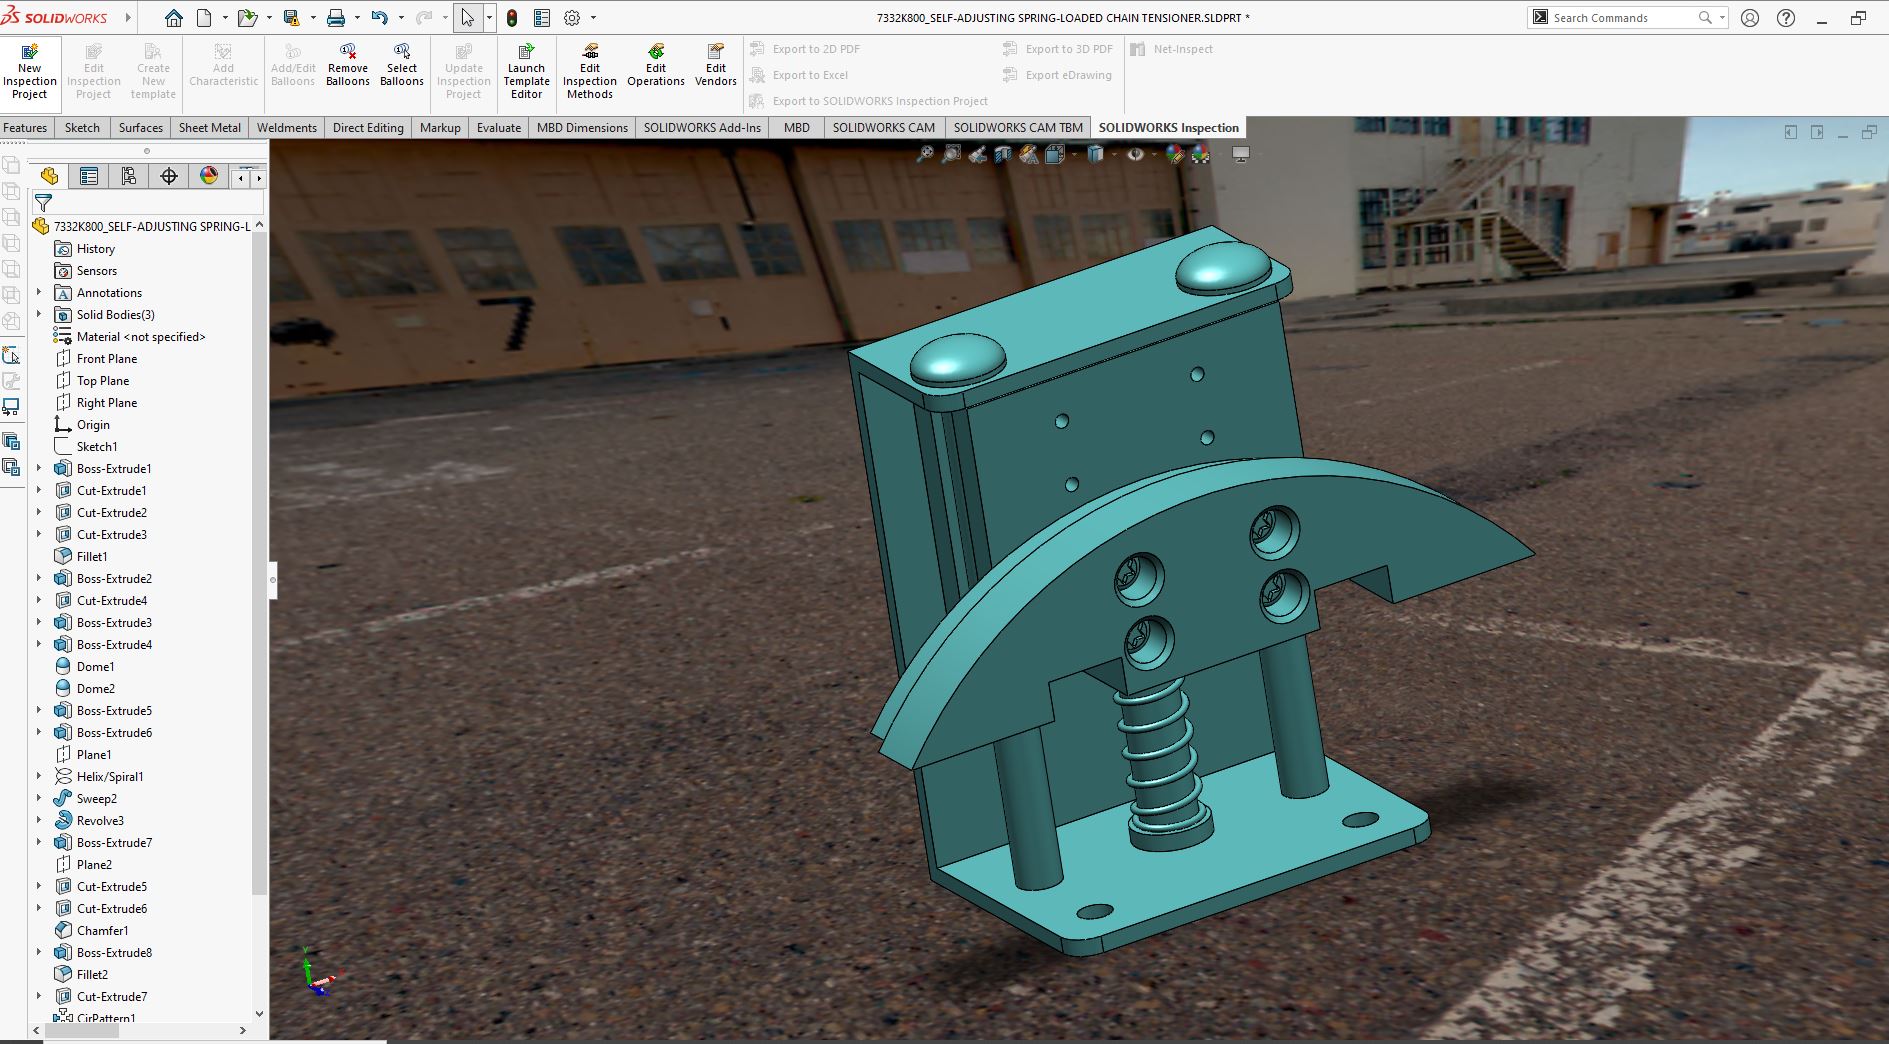 SOLIDWORKS
7332K800_SELF-ADJUSTING SPRING-LOADED CHAIN TENSIONER.SLDPRT *
Search Commands
New Inspection Project
Edit Inspection Project
Create New template
Add Characteristic
Add/Edit Balloons
Remove Balloons
Select Balloons
Update Inspection Project
Launch Template Editor
Edit Inspection Methods
Edit Operations
Edit Vendors
Export to 2D PDF
Export to Excel
Export to SOLIDWORKS Inspection Project
Export to 3D PDF
Export eDrawing
Net-Inspect
Features
Sketch
Surfaces
Sheet Metal
Weldments
Direct Editing
Markup
Evaluate
MBD Dimensions
SOLIDWORKS Add-Ins
MBD
SOLIDWORKS CAM
SOLIDWORKS CAM TBM
SOLIDWORKS Inspection
7332K800_SELF-ADJUSTING SPRING-L
History
Sensors
Annotations
Solid Bodies(3)
Material <not specified>
Front Plane
Top Plane
Right Plane
Origin
Sketch1
Boss-Extrude1
Cut-Extrude1
Cut-Extrude2
Cut-Extrude3
Fillet1
Boss-Extrude2
Cut-Extrude4
Boss-Extrude3
Boss-Extrude4
Dome1
Dome2
Boss-Extrude5
Boss-Extrude6
Plane1
Helix/Spiral1
Sweep2
Revolve3
Boss-Extrude7
Plane2
Cut-Extrude5
Cut-Extrude6
Chamfer1
Boss-Extrude8
Fillet2
Cut-Extrude7
CirPattern1
7
Y